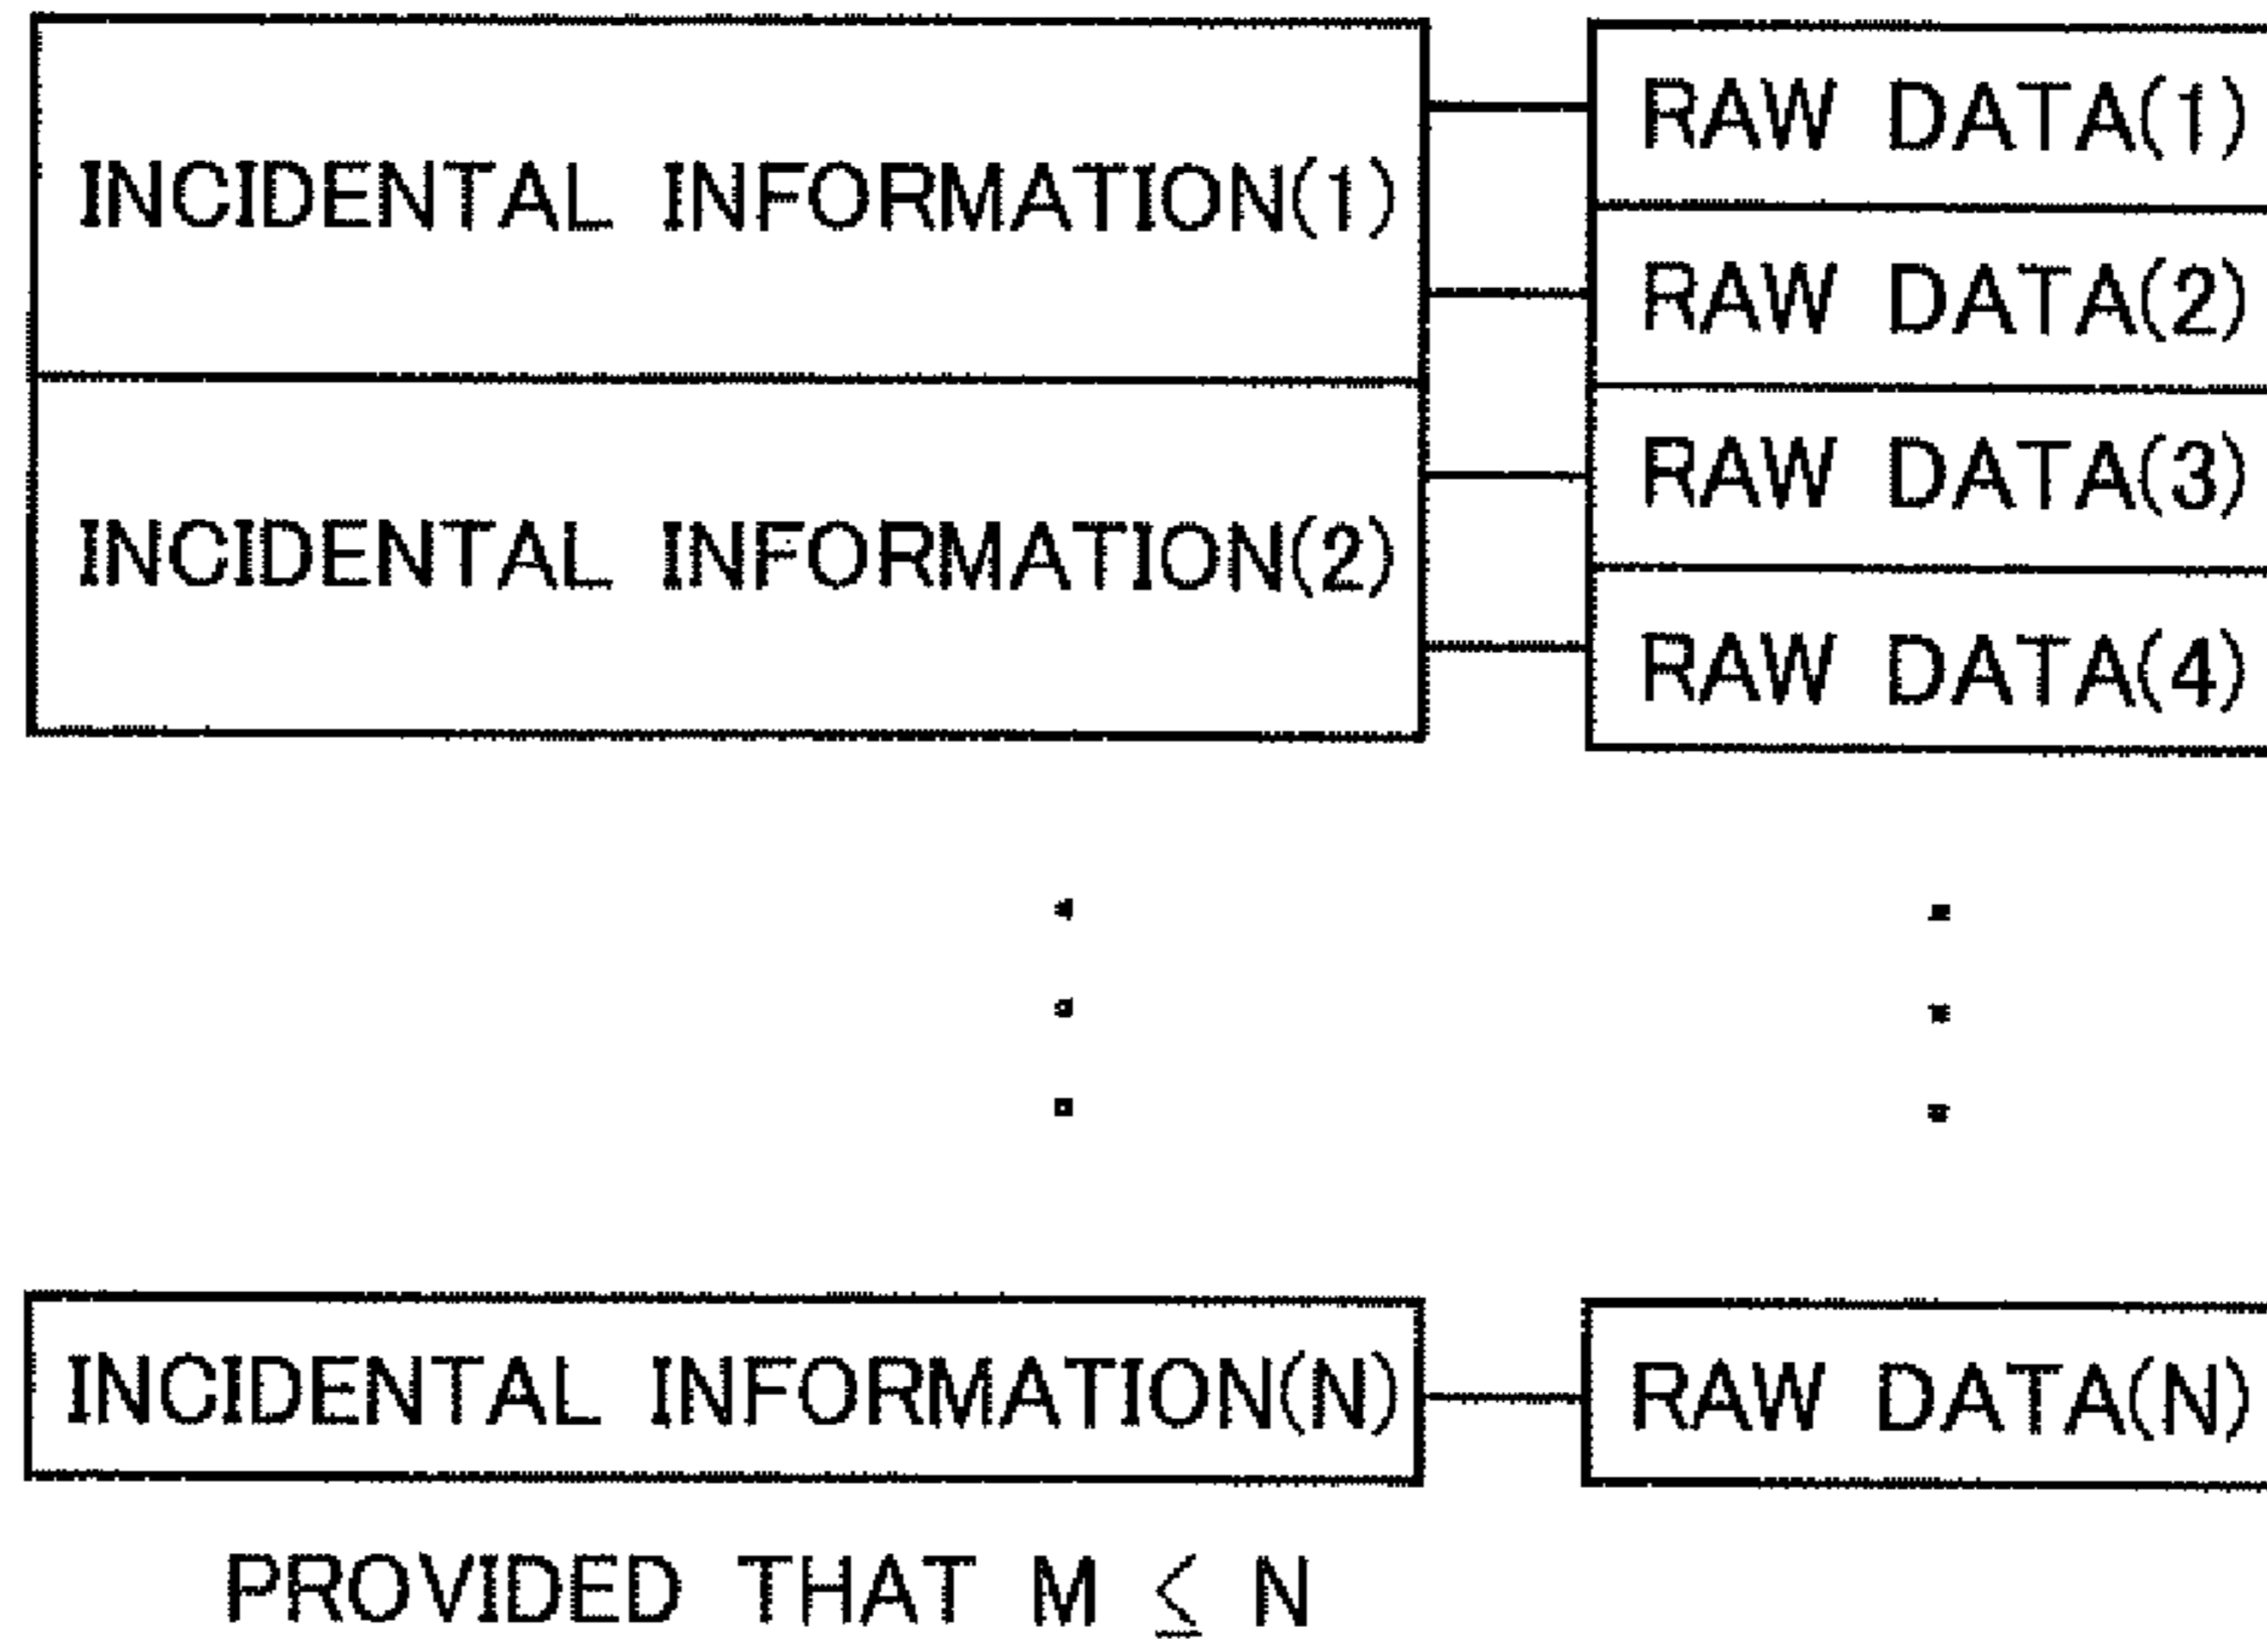 INCIDENTAL INFORMATION(1)
RAW DATA(1)
RAW DATA(2)
INCIDENTAL INFORMATION(2)
RAW DATA(3)
RAW DATA(4)
INCIDENTAL INFORMATION(N)
RAW DATA(N)
PROVIDED THAT M ≤ N